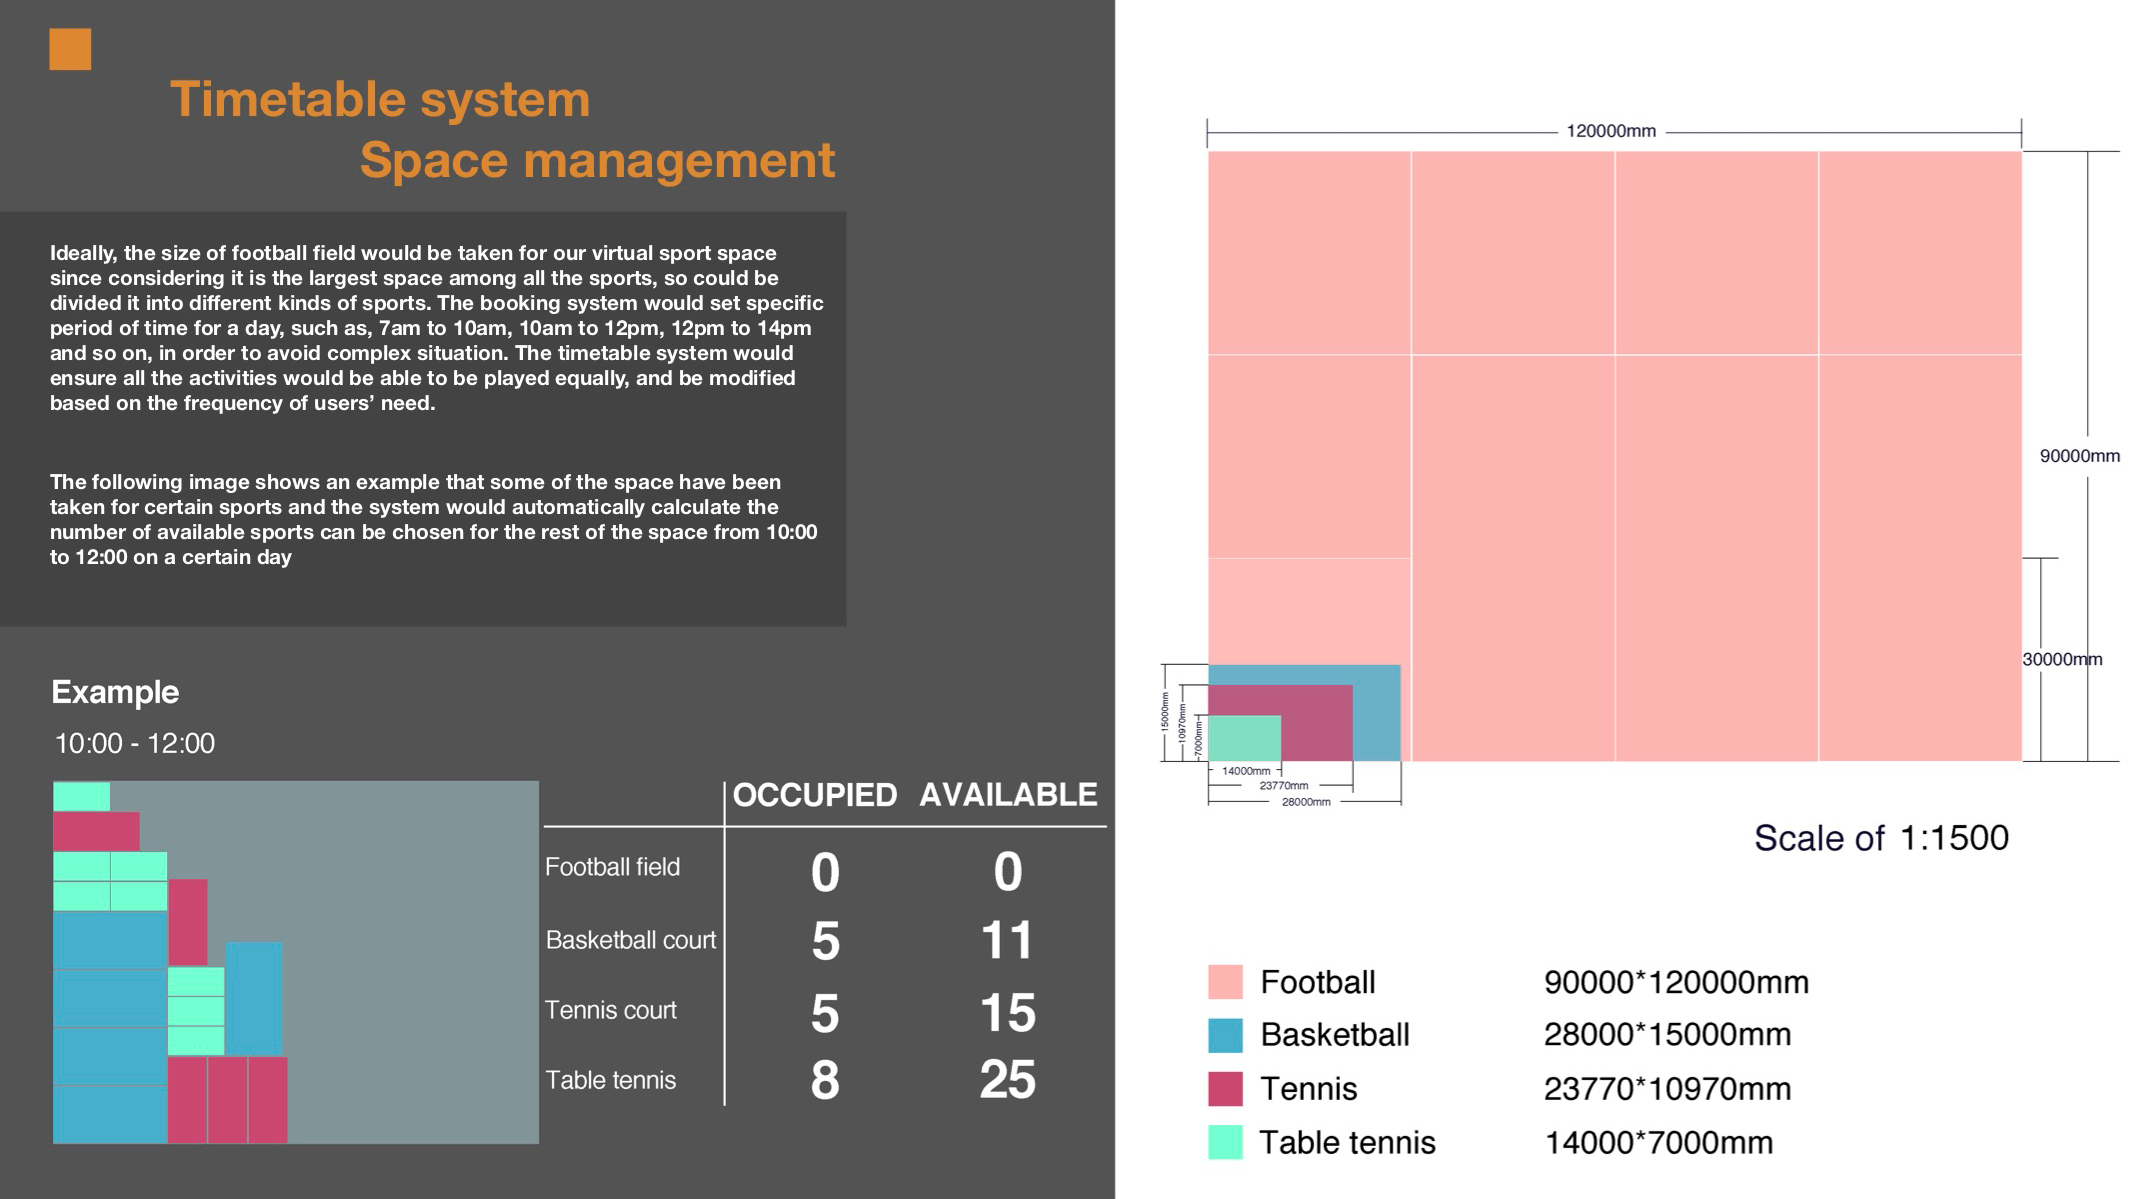 Timetable system
Space management
Ideally, the size of football field would be taken for our virtual sport space
since considering it is the largest space among all the sports, so could be
divided it into different kinds of sports. The booking system would set specific
period of time for a day, such as, 7am to 10am, 10am to 12pm, 12pm to 14pm
and so on, in order to avoid complex situation. The timetable system would
ensure all the activities would be able to be played equally, and be modified
based on the frequency of users’ need.
The following image shows an example that some of the space have been
taken for certain sports and the system would automatically calculate the
number of available sports can be chosen for the rest of the space from 10:00
to 12:00 on a certain day
Example
10:00 - 12:00
OCCUPIED AVAILABLE
Football field 0 0
Basketball court 5 11
Tennis court 5 15
Table tennis 8 25
120000mm
90000mm
30000mm
15000mm
10970mm
7000mm
14000mm
23770mm
28000mm
Scale of 1:1500
Football 90000*120000mm
Basketball 28000*15000mm
Tennis 23770*10970mm
Table tennis 14000*7000mm